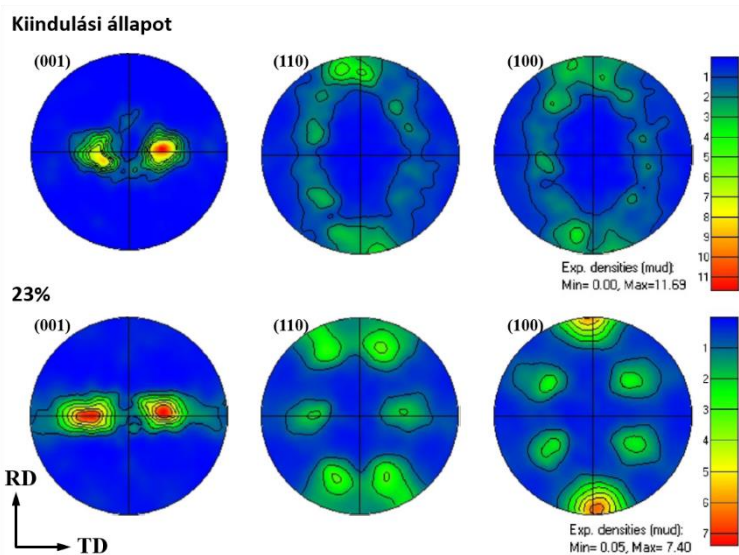 Kiindulási állapot
(001) (110) (100)
1
2
3
4
5
6
7
8
9
10
11
Exp. densities (mud):
Min= 0.00, Max=11.69
23%
(001) (110) (100)
1
2
3
4
5
6
7
RD
TD
Exp. densities (mud):
Min= 0.05, Max= 7.40